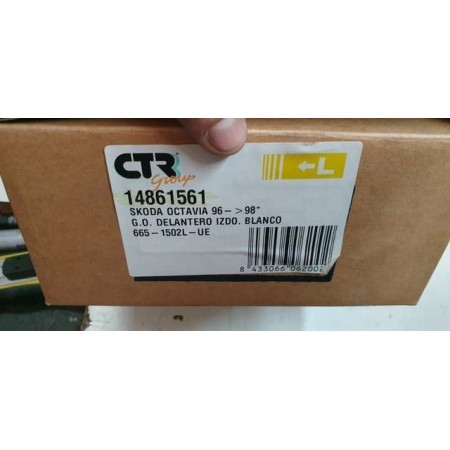 CTR
Group
←L
14861561
SKODA OCTAVIA 96-＞98"
G.O. DELANTERO IZDO. BLANCO
665-1502L-UE
8 433066 062002